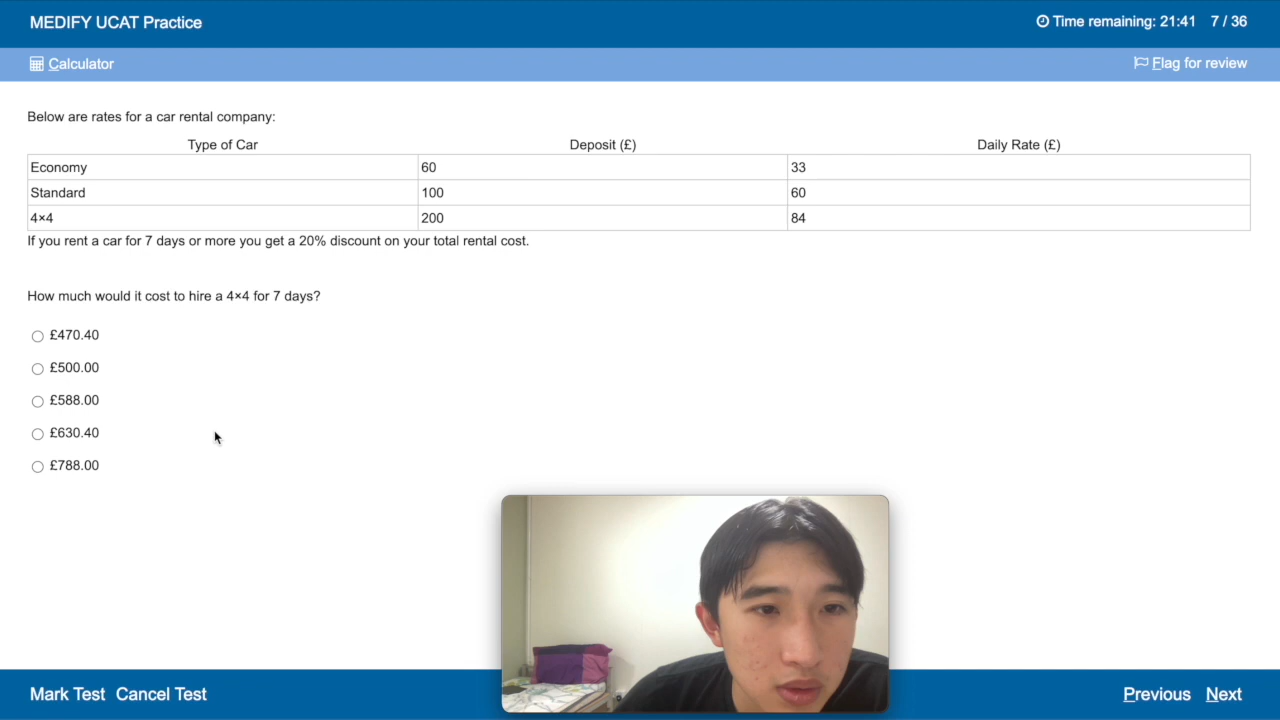 MEDIFY UCAT Practice
Time remaining: 21:41 7 / 36
Calculator
Flag for review
Below are rates for a car rental company:
Type of Car Deposit (£) Daily Rate (£)
Economy 60 33
Standard 100 60
4×4 200 84
If you rent a car for 7 days or more you get a 20% discount on your total rental cost.
How much would it cost to hire a 4×4 for 7 days?
£470.40
£500.00
£588.00
£630.40
£788.00
Mark Test Cancel Test
Previous Next